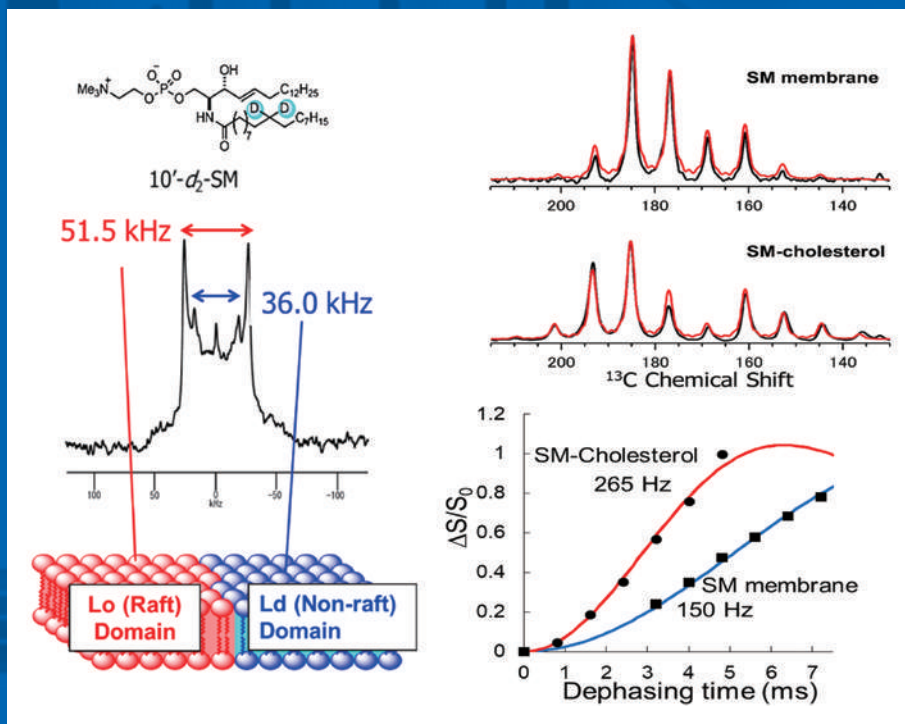 OH
O⁻
O
Me₃N⁺
O
P
O
O
C₁₂H₂₅
HN
D
D
C₇H₁₅
O
7
10'-d₂-SM
51.5 kHz
36.0 kHz
100 50 0 -50 -100
kHz
Lo (Raft)
Domain
Ld (Non-raft)
Domain
SM membrane
200 180 160 140
SM-cholesterol
200 180 160 140
¹³C Chemical Shift
1.2
1
0.8
0.6
0.4
0.2
0
ΔS/S₀
SM-Cholesterol
265 Hz
SM membrane
150 Hz
0 1 2 3 4 5 6 7
Dephasing time (ms)